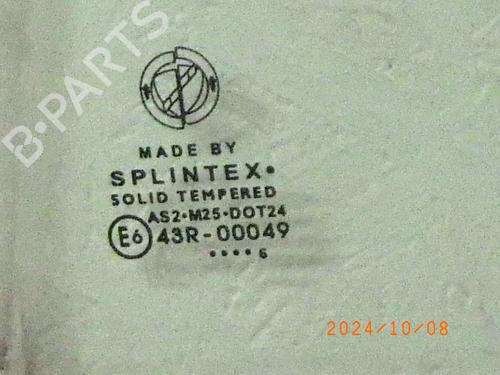 B-PARTS
MADE BY
SPLINTEX•
SOLID TEMPERED
AS2•M25•DOT24
E6 43R-00049
•••• 6
2024/10/08